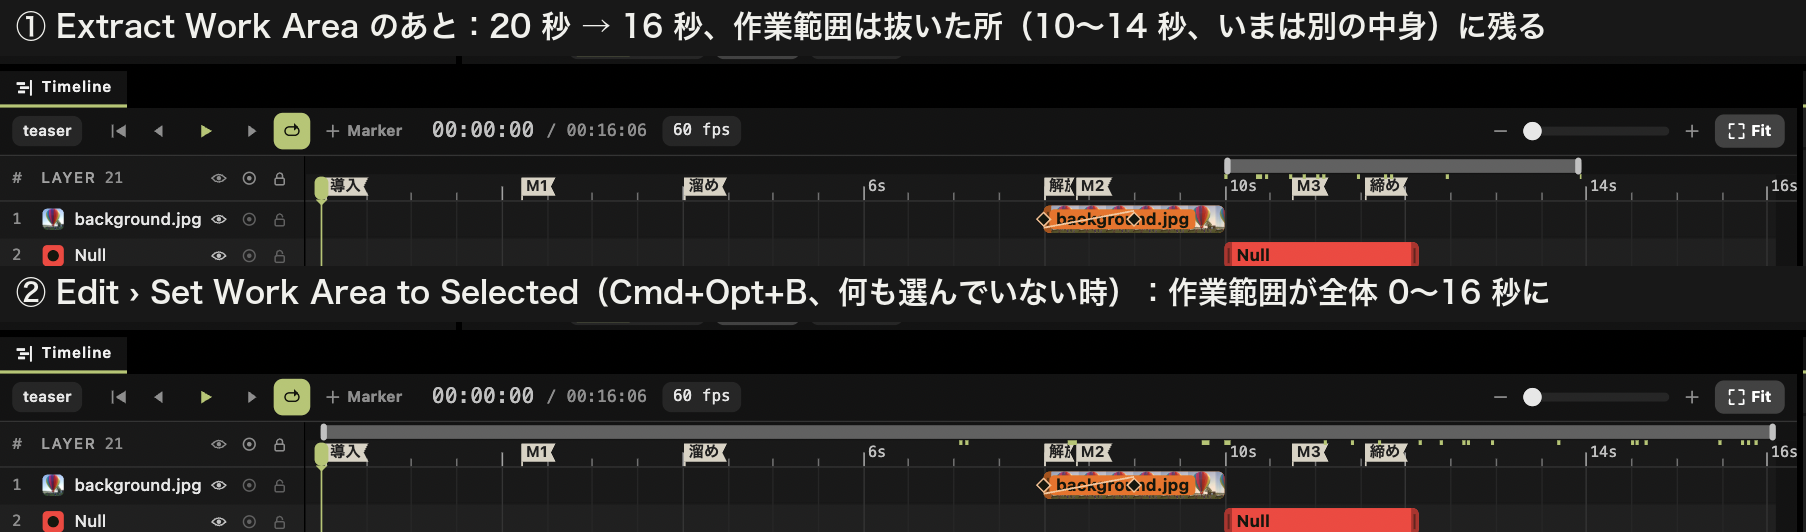 ① Extract Work Area のあと：20 秒 → 16 秒、作業範囲は抜いた所（10〜14 秒、いまは別の中身）に残る
Timeline
teaser + Marker 00:00:00 / 00:16:06 60 fps − + Fit
# LAYER 21 導入 M1 溜め 6s 解放 M2 10s M3 締め 14s 16s
1 background.jpg background.jpg
2 Null Null
② Edit › Set Work Area to Selected（Cmd+Opt+B、何も選んでいない時）：作業範囲が全体 0〜16 秒に
Timeline
teaser + Marker 00:00:00 / 00:16:06 60 fps − + Fit
# LAYER 21 導入 M1 溜め 6s 解放 M2 10s M3 締め 14s 16s
1 background.jpg background.jpg
2 Null Null